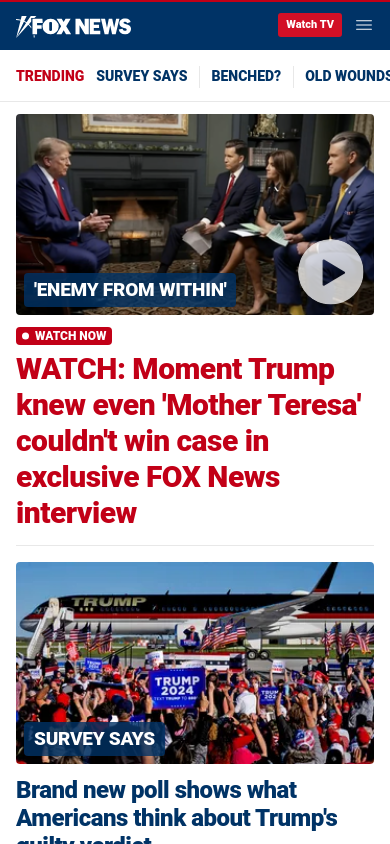 FOX NEWS
Watch TV
TRENDING SURVEY SAYS BENCHED? OLD WOUNDS
'ENEMY FROM WITHIN'
WATCH NOW
WATCH: Moment Trump
knew even 'Mother Teresa'
couldn't win case in
exclusive FOX News
interview
TRUMP
TRUMP
2024
SURVEY SAYS
Brand new poll shows what
Americans think about Trump's
guilty verdict